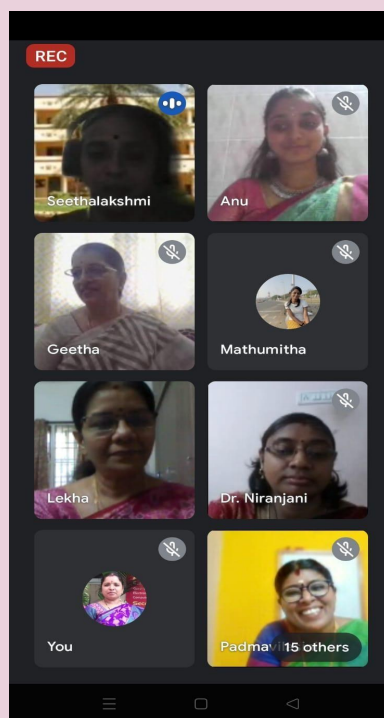 REC
Seethalakshmi
Anu
Geetha
Mathumitha
Lekha
Dr. Niranjani
You
15 others